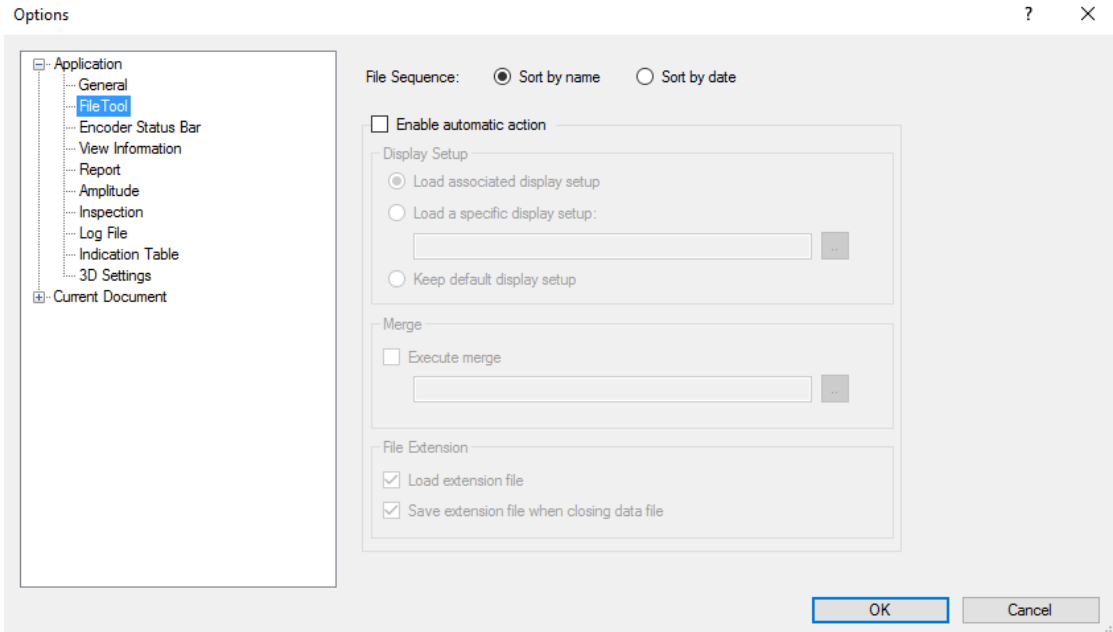 Options
?
Application
General
FileTool
Encoder Status Bar
View Information
Report
Amplitude
Inspection
Log File
Indication Table
3D Settings
Current Document
File Sequence: Sort by name Sort by date
Enable automatic action
Display Setup
Load associated display setup
Load a specific display setup:
..
Keep default display setup
Merge
Execute merge
..
File Extension
Load extension file
Save extension file when closing data file
OK Cancel